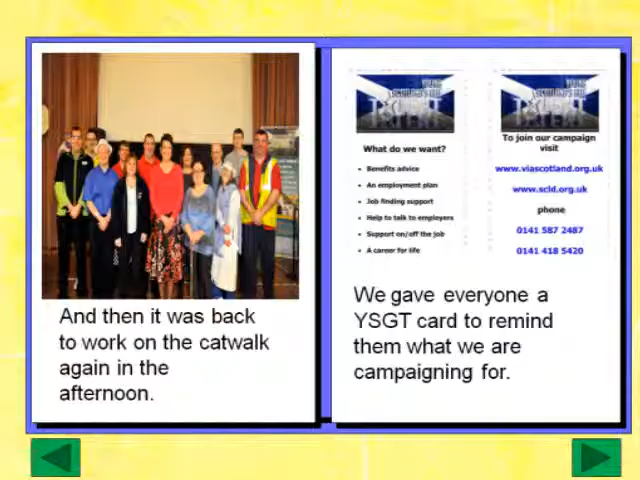 And then it was back
to work on the catwalk
again in the
afternoon.
What do we want?
• Benefits advice
• An employment plan
• Job finding support
• Help to talk to employers
• Support on/off the job
• A career for life
To join our campaign
visit
www.viascotland.org.uk
www.scld.org.uk
phone
0141 587 2487
0141 418 5420
We gave everyone a
YSGT card to remind
them what we are
campaigning for.